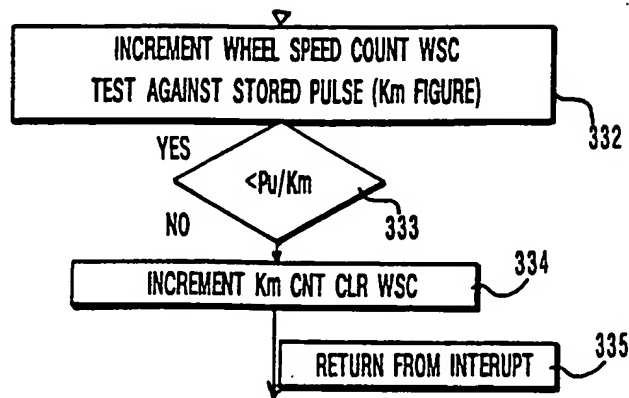 INCREMENT WHEEL SPEED COUNT WSC
TEST AGAINST STORED PULSE (Km FIGURE)
332
YES
<Pu/Km
333
NO
334
INCREMENT Km CNT CLR WSC
335
RETURN FROM INTERUPT